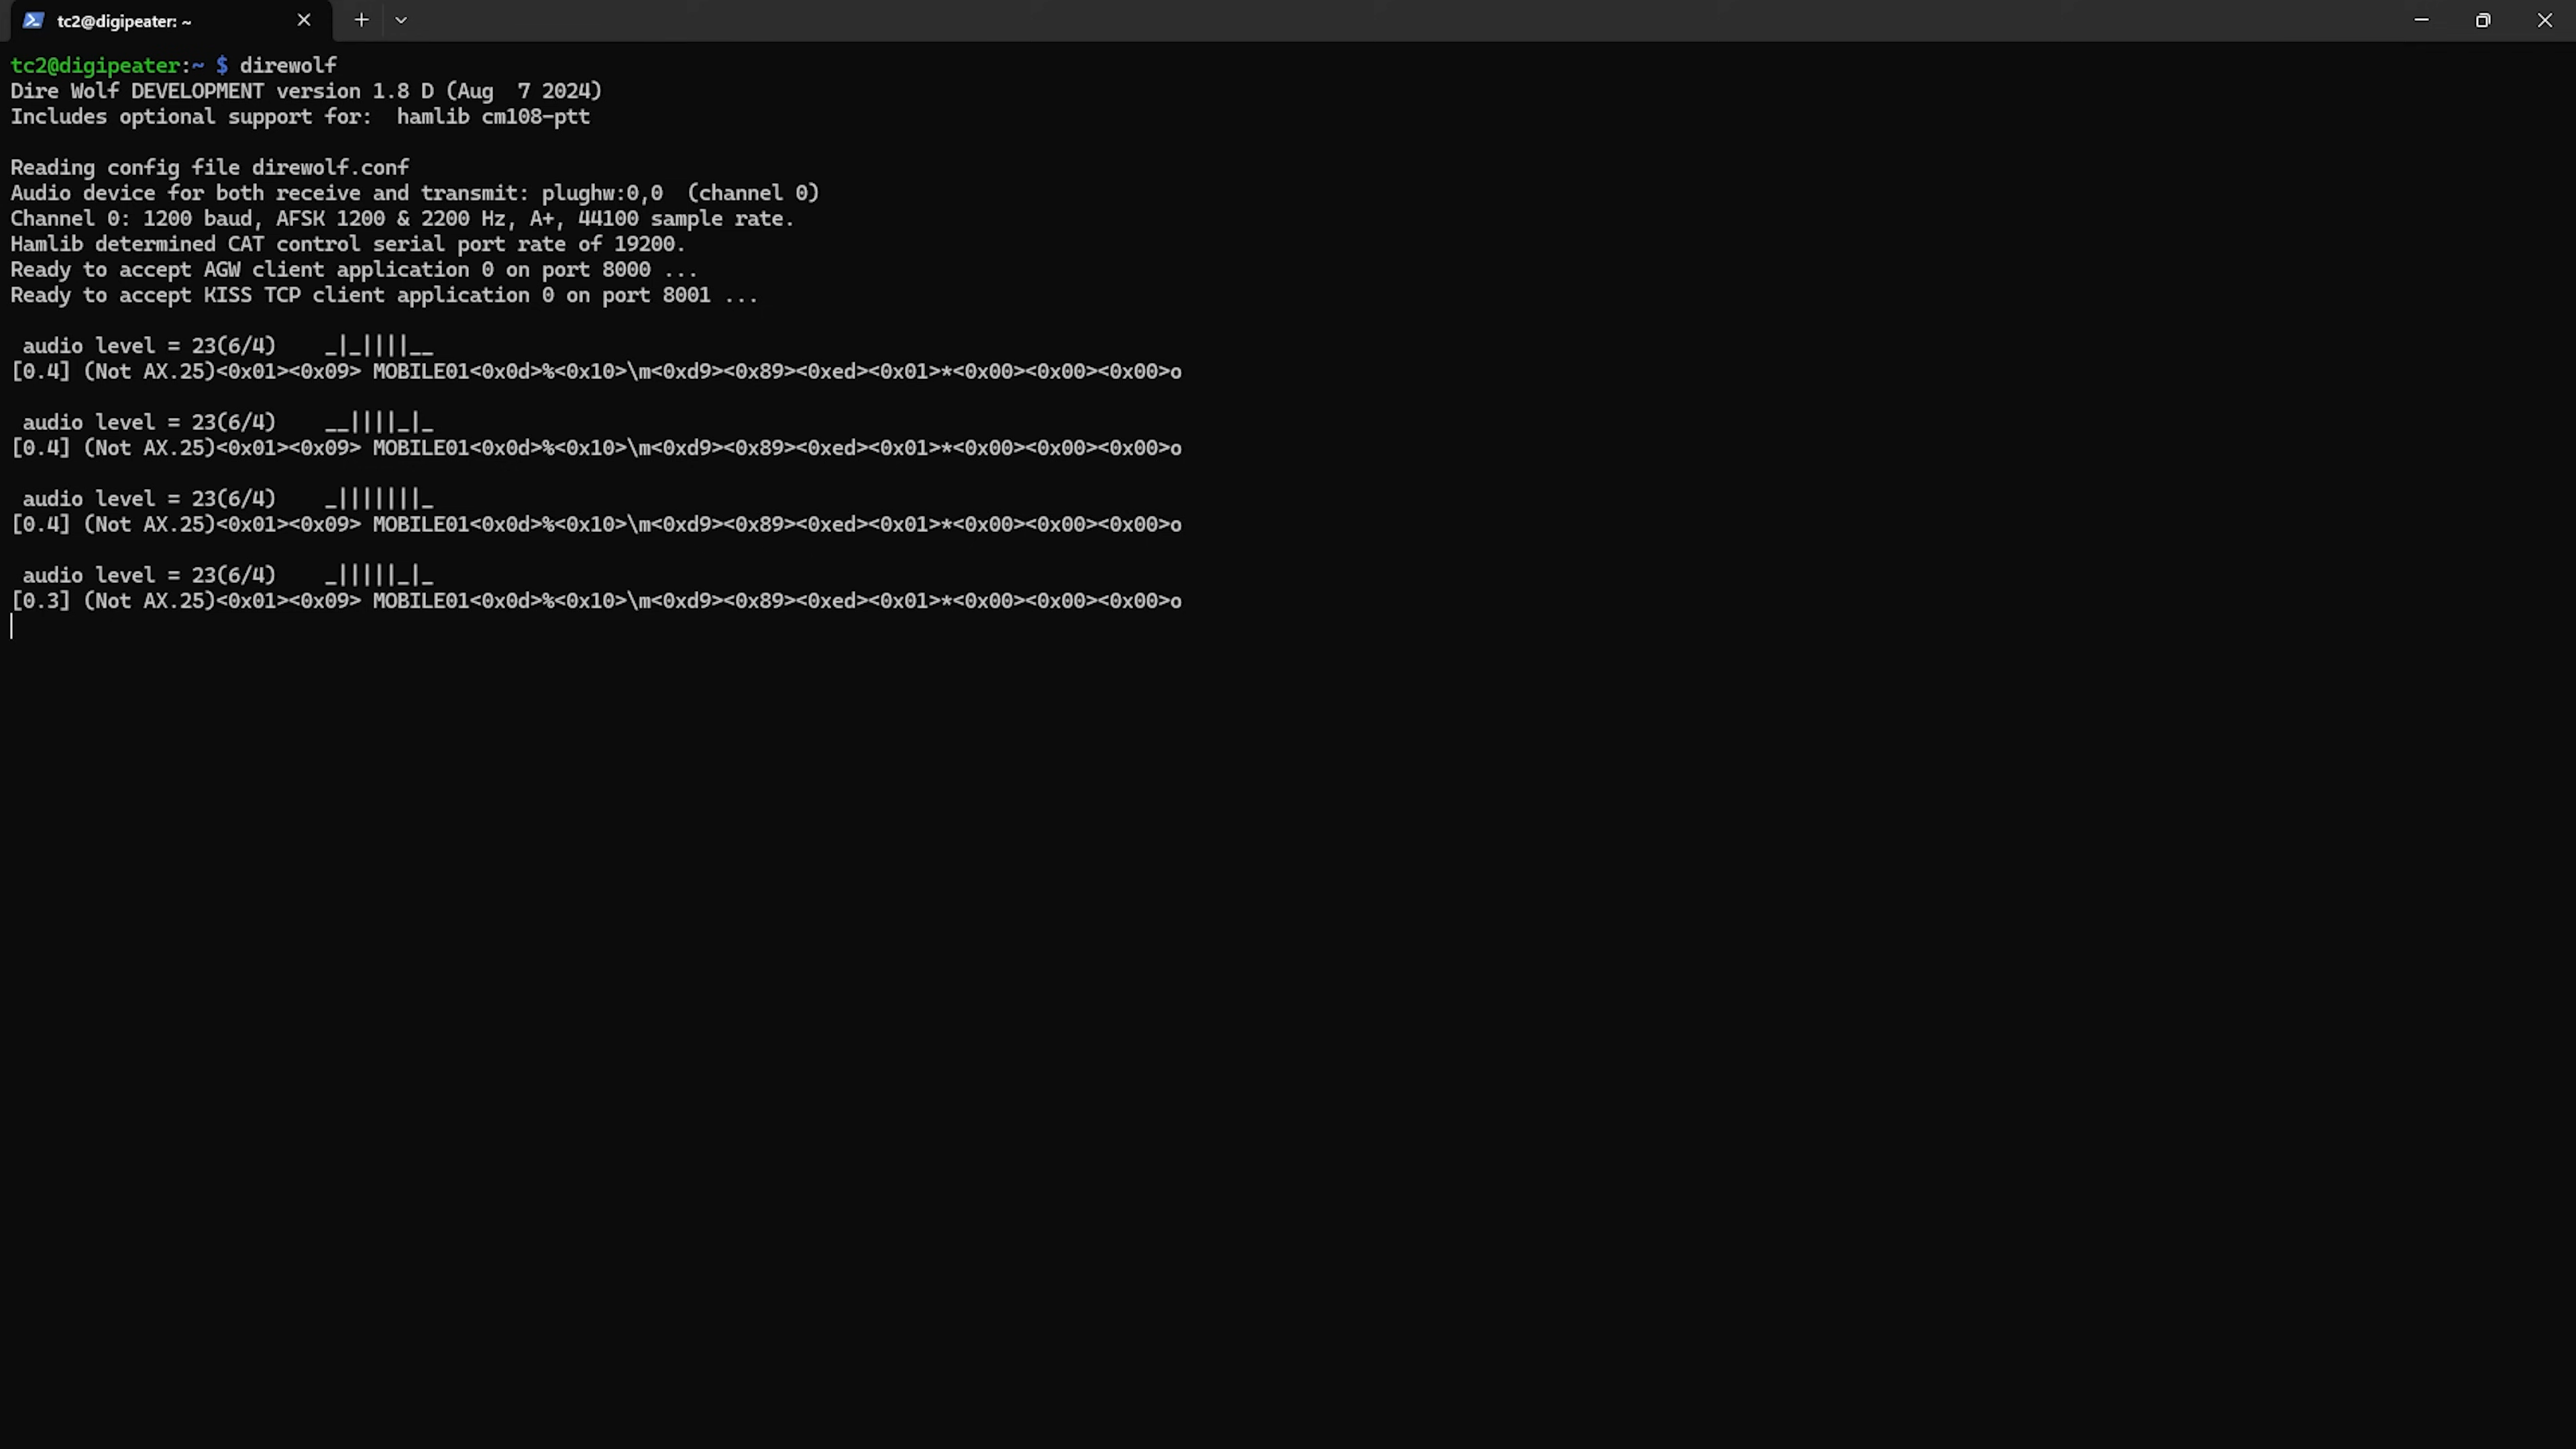 tc2@digipeater: ~
tc2@digipeater:~ $ direwolf
Dire Wolf DEVELOPMENT version 1.8 D (Aug  7 2024)
Includes optional support for:  hamlib cm108-ptt
Reading config file direwolf.conf
Audio device for both receive and transmit: plughw:0,0  (channel 0)
Channel 0: 1200 baud, AFSK 1200 & 2200 Hz, A+, 44100 sample rate.
Hamlib determined CAT control serial port rate of 19200.
Ready to accept AGW client application 0 on port 8000 ...
Ready to accept KISS TCP client application 0 on port 8001 ...
audio level = 23(6/4)    _|_||||__
[0.4] (Not AX.25)<0x01><0x09> MOBILE01<0x0d>%<0x10>\m<0xd9><0x89><0xed><0x01>*<0x00><0x00><0x00>o
audio level = 23(6/4)    __||||_|_
[0.4] (Not AX.25)<0x01><0x09> MOBILE01<0x0d>%<0x10>\m<0xd9><0x89><0xed><0x01>*<0x00><0x00><0x00>o
audio level = 23(6/4)    _|||||||_
[0.4] (Not AX.25)<0x01><0x09> MOBILE01<0x0d>%<0x10>\m<0xd9><0x89><0xed><0x01>*<0x00><0x00><0x00>o
audio level = 23(6/4)    _|||||_|_
[0.3] (Not AX.25)<0x01><0x09> MOBILE01<0x0d>%<0x10>\m<0xd9><0x89><0xed><0x01>*<0x00><0x00><0x00>o